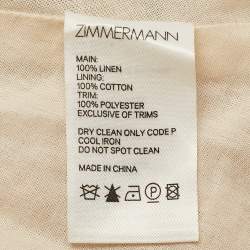 ZIMMERMANN
MAIN:
100% LINEN
LINING:
100% COTTON
TRIM:
100% POLYESTER
EXCLUSIVE OF TRIMS
DRY CLEAN ONLY CODE P
COOL IRON
DO NOT SPOT CLEAN
MADE IN CHINA
P